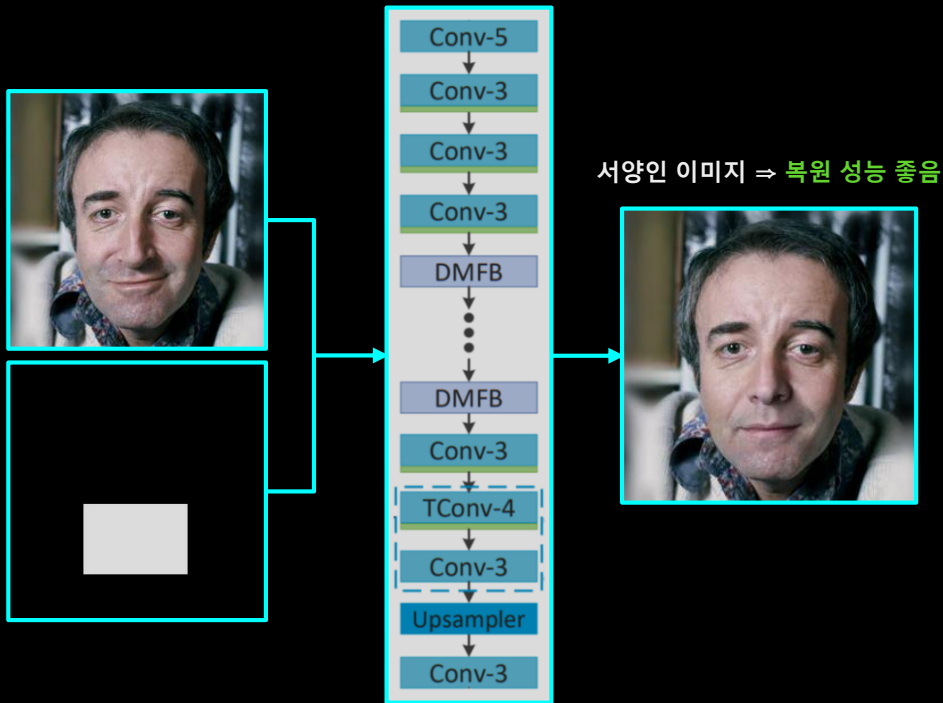 Conv-5
Conv-3
Conv-3
Conv-3
DMFB
DMFB
Conv-3
TConv-4
Conv-3
Upsampler
Conv-3
서양인 이미지 ⇒ 복원 성능 좋음